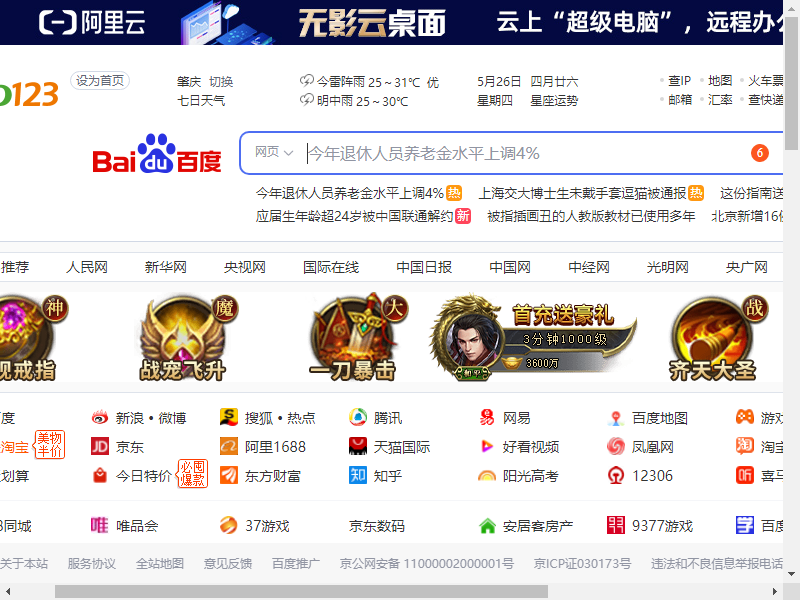 阿里云 无影云桌面 云上“超级电脑”，远程办
123 设为首页 肇庆 切换 今雷阵雨 25～31℃ 优 5月26日 四月廿六 查IP 地图 火车票
七日天气 明中雨 25～30℃ 星期四 星座运势 邮箱 汇率 查快递
Bai du 百度 网页 今年退休人员养老金水平上调4% 6
今年退休人员养老金水平上调4% 热 上海交大博士生未戴手套逗猫被通报 热 这份指南送
应届生年龄超24岁被中国联通解约 新 被指插画丑的人教版教材已使用多年 北京新增16
推荐 人民网 新华网 央视网 国际在线 中国日报 中国网 中经网 光明网 央广网
神 魔 大 首充送豪礼 战
3分钟1000级
3600万
戒指 战宠飞升 一刀暴击 齐天大圣
度 新浪•微博 搜狐•热点 腾讯 网易 百度地图 游
淘宝 美物半价 JD 京东 阿里1688 天猫国际 好看视频 凤凰网 淘 淘宝
划算 今日特价 必囤爆款 东方财富 知 知乎 阳光高考 12306 听 喜马
同城 唯 唯品会 37游戏 京东数码 安居客房产 9377游戏 学 百度
关于本站 服务协议 全站地图 意见反馈 百度推广 京公网安备 11000002000001号 京ICP证030173号 违法和不良信息举报电话